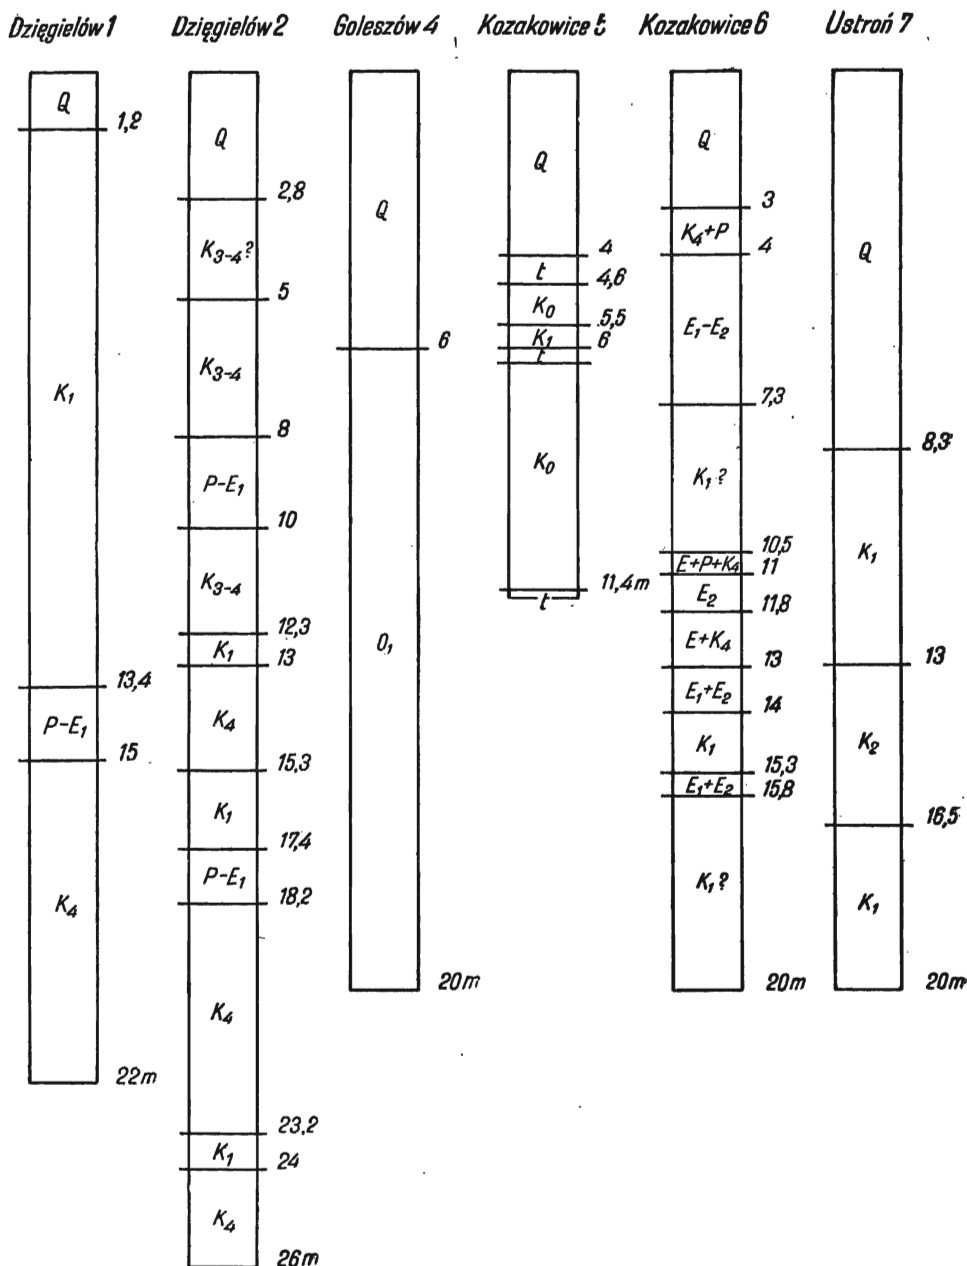 Dzięgielów 1
Q
1,2
K₁
13,4
P-E₁
15
K₄
22m
Dzięgielów 2
Q
2,8
K₃₋₄?
5
K₃₋₄
8
P-E₁
10
K₃₋₄
12,3
K₁
13
K₄
15,3
K₁
17,4
P-E₁
18,2
K₄
23,2
K₁
24
K₄
26m
Goleszów 4
Q
6
O₁
20m
Kozakowice 5
Q
4
t
4,6
K₀
5,5
K₁
6
t
K₀
11,4m
t
Kozakowice 6
Q
3
K₄+P
4
E₁-E₂
7,3
K₁?
10,5
E+P+K₄
11
E₂
11,8
E+K₄
13
E₁+E₂
14
K₁
15,3
E₁+E₂
15,8
K₁?
20m
Ustroń 7
Q
8,3
K₁
13
K₂
16,5
K₁
20m